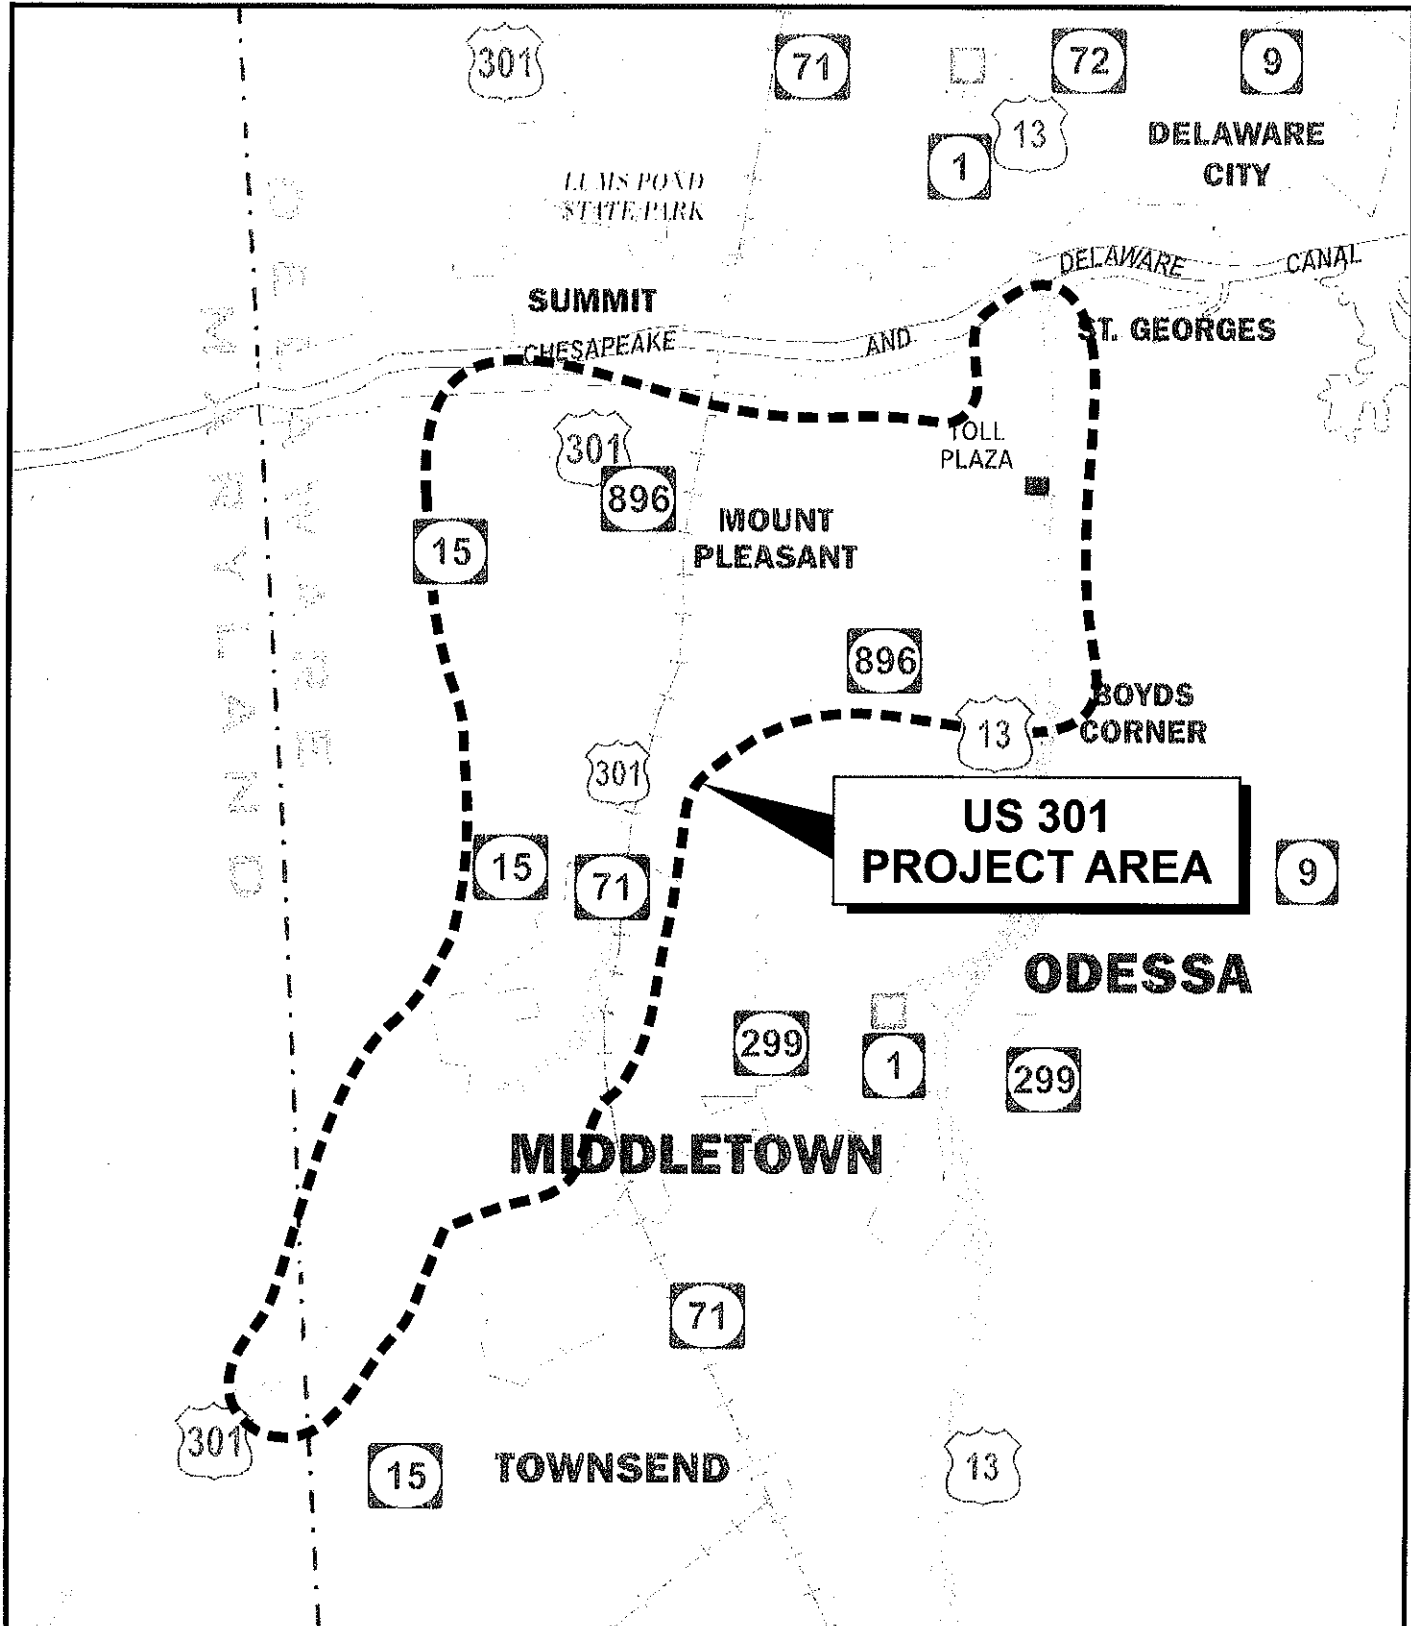 301
71
72
9
13
1
DELAWARE
CITY
LUMS POND
STATE PARK
DELAWARE
MARYLAND
DELAWARE
CANAL
SUMMIT
CHESAPEAKE
AND
ST. GEORGES
301
896
TOLL
PLAZA
15
MOUNT
PLEASANT
896
BOYDS
CORNER
13
301
US 301
PROJECT AREA
15
71
9
ODESSA
299
1
299
MIDDLETOWN
71
301
15
TOWNSEND
13